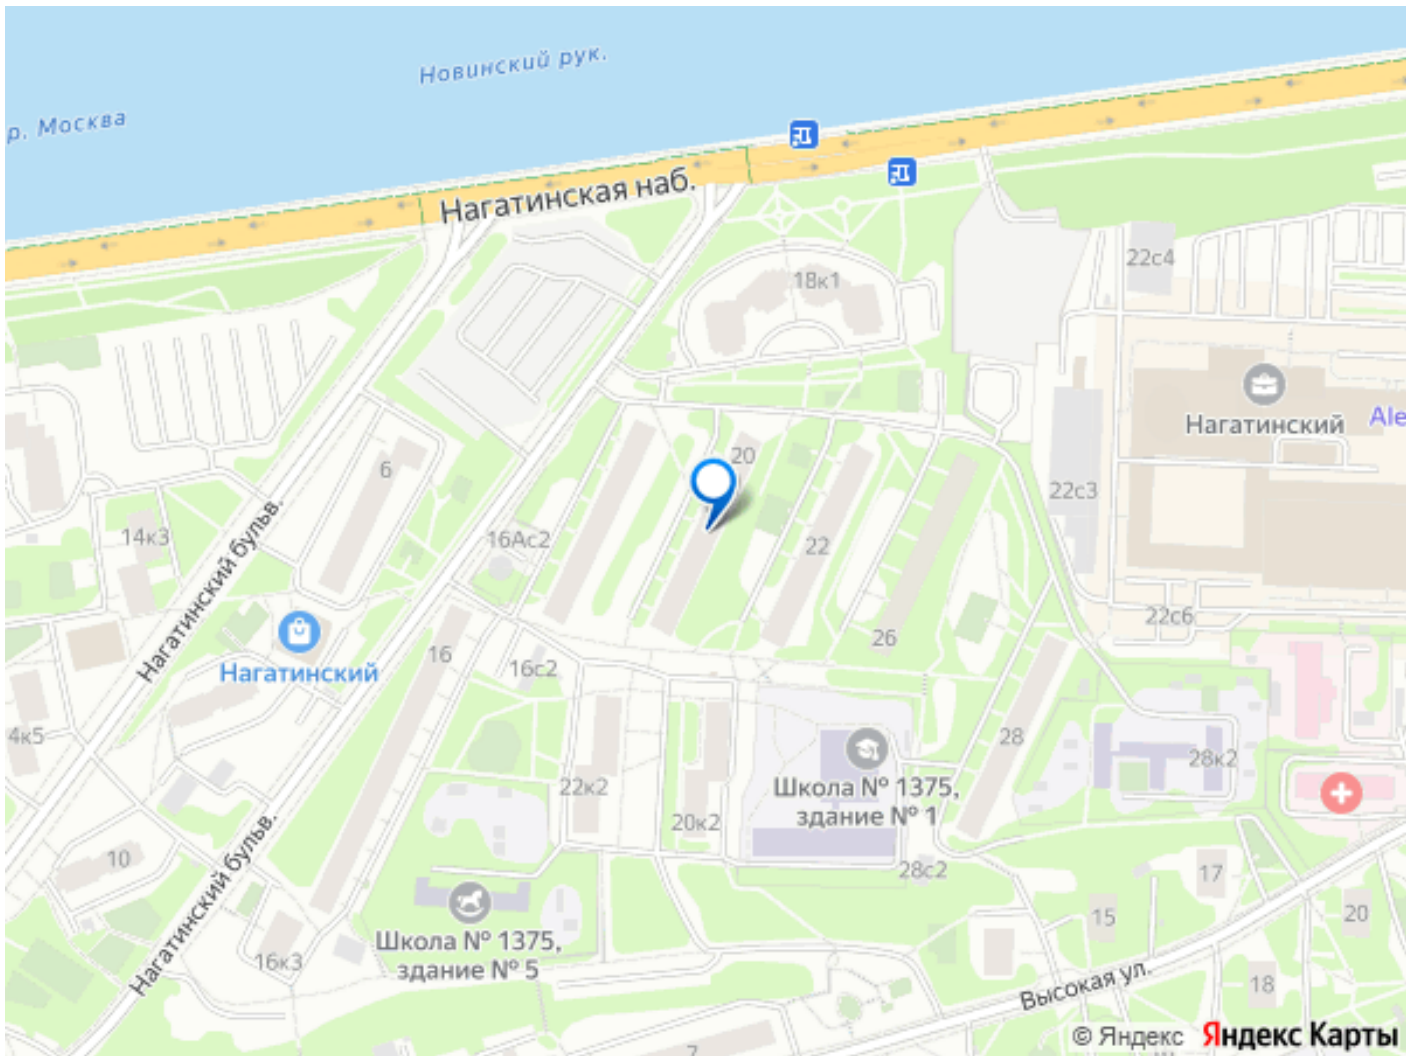 Новинский рук.
р. Москва
Нагатинская наб.
22с4
18к1
Нагатинский
Ale
20
6
22с3
14к3
16Ас2
22
Нагатинский бульв.
22с6
26
16
Нагатинский
16с2
4к5
28
28к2
22к2
Школа № 1375,
здание № 1
20к2
10
28с2
17
Нагатинский бульв.
15
20
Школа № 1375,
здание № 5
16к3
Высокая ул.
18
7
© Яндекс Яндекс Карты